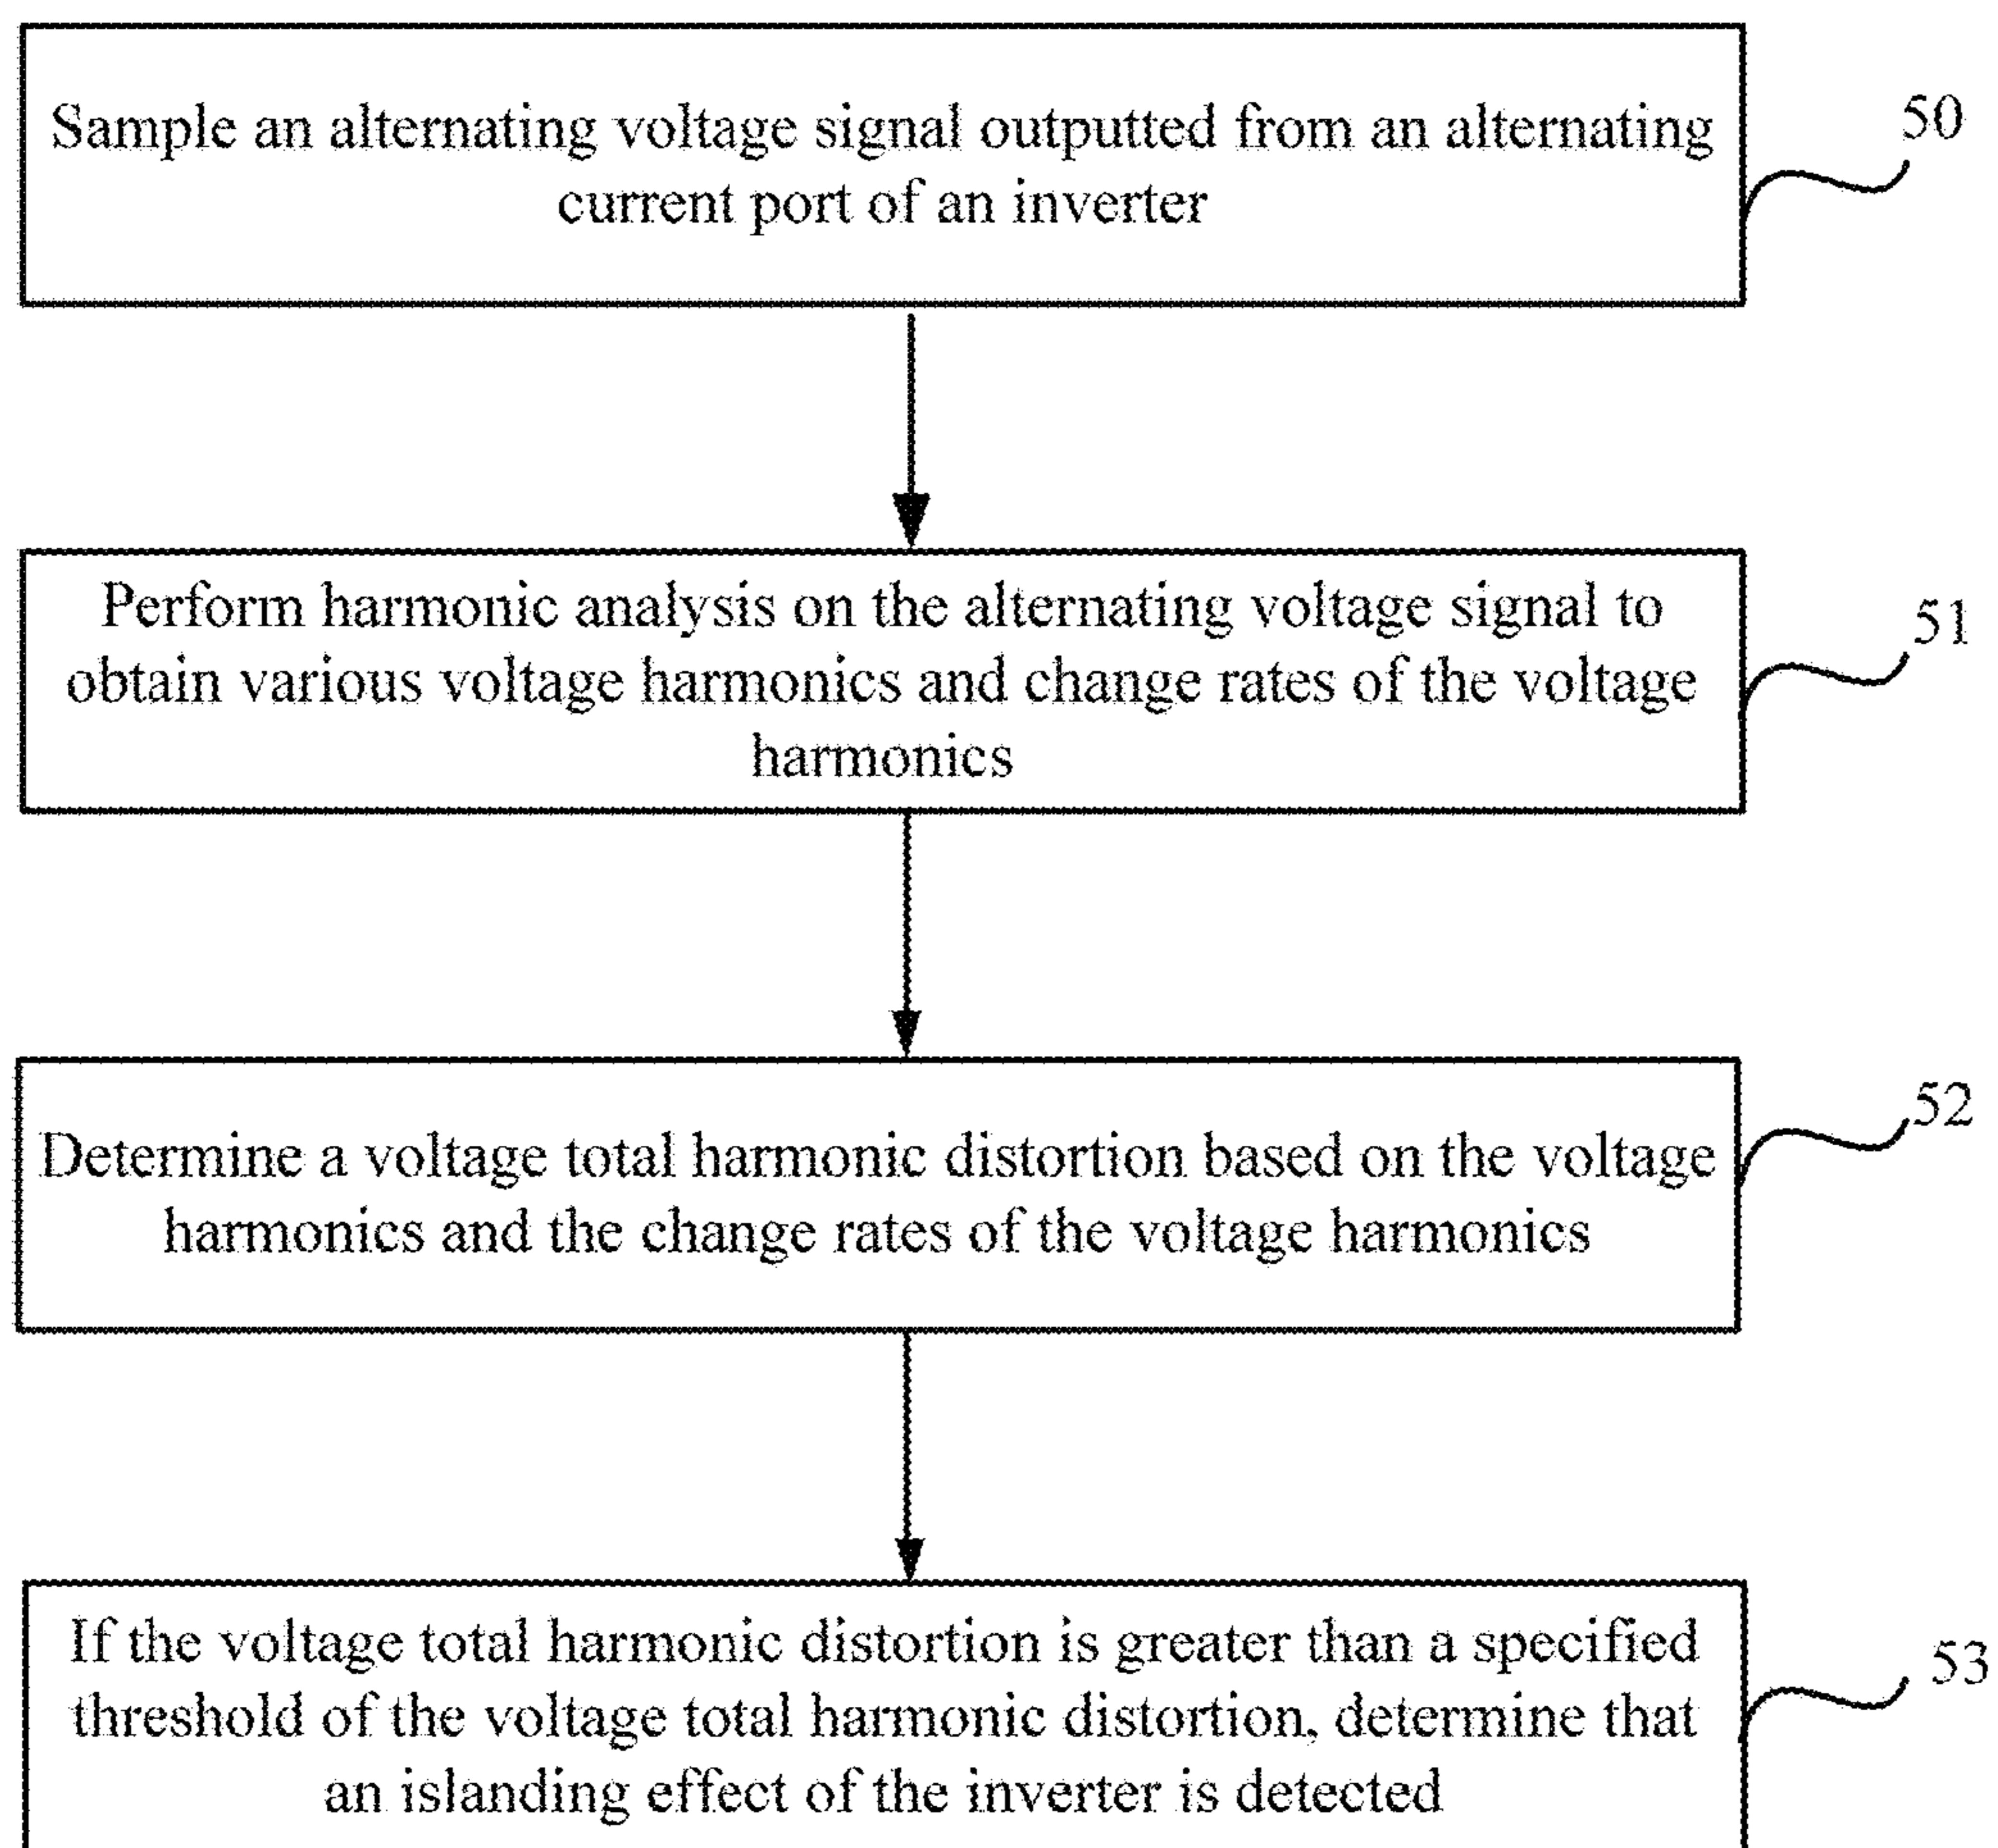 Sample an alternating voltage signal outputted from an alternating
current port of an inverter
50
Perform harmonic analysis on the alternating voltage signal to
obtain various voltage harmonics and change rates of the voltage
harmonics
51
Determine a voltage total harmonic distortion based on the voltage
harmonics and the change rates of the voltage harmonics
52
If the voltage total harmonic distortion is greater than a specified
threshold of the voltage total harmonic distortion, determine that
an islanding effect of the inverter is detected
53